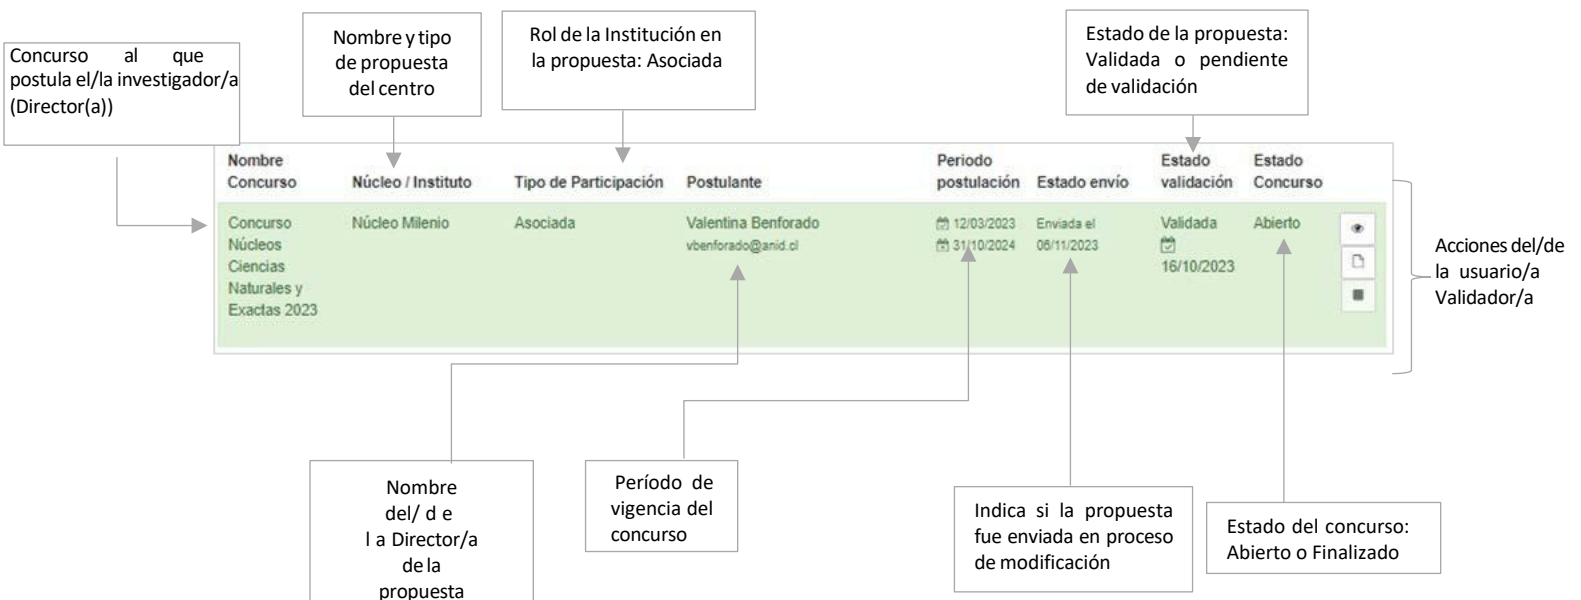 Concurso al que
postula el/la investigador/a
(Director(a))
Nombre y tipo
de propuesta
del centro
Rol de la Institución en
la propuesta: Asociada
Estado de la propuesta:
Validada o pendiente
de validación
Nombre
Concurso
Núcleo / Instituto
Tipo de Participación
Postulante
Periodo
postulación
Estado envío
Estado
validación
Estado
Concurso
Concurso
Núcleos
Ciencias
Naturales y
Exactas 2023
Núcleo Milenio
Asociada
Valentina Benforado
vbenforado@anid.cl
12/03/2023
31/10/2024
Enviada el
06/11/2023
Validada
16/10/2023
Abierto
Acciones del/de
la usuario/a
Validador/a
Nombre
del/ d e
l a Director/a
de la
propuesta
Período de
vigencia del
concurso
Indica si la propuesta
fue enviada en proceso
de modificación
Estado del concurso:
Abierto o Finalizado